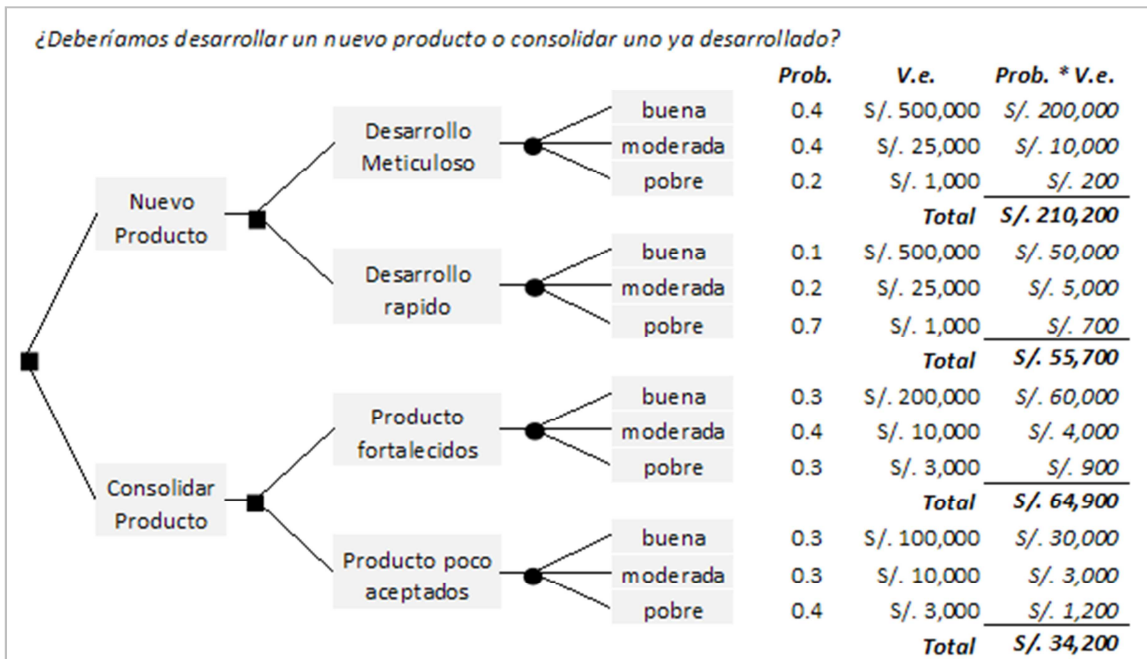 ¿Deberíamos desarrollar un nuevo producto o consolidar uno ya desarrollado?
Prob. V.e. Prob. * V.e.
Nuevo
Producto
Desarrollo
Meticuloso
buena 0.4 S/. 500,000 S/. 200,000
moderada 0.4 S/. 25,000 S/. 10,000
pobre 0.2 S/. 1,000 S/. 200
Total S/. 210,200
Desarrollo
rapido
buena 0.1 S/. 500,000 S/. 50,000
moderada 0.2 S/. 25,000 S/. 5,000
pobre 0.7 S/. 1,000 S/. 700
Total S/. 55,700
Consolidar
Producto
Producto
fortalecidos
buena 0.3 S/. 200,000 S/. 60,000
moderada 0.4 S/. 10,000 S/. 4,000
pobre 0.3 S/. 3,000 S/. 900
Total S/. 64,900
Producto poco
aceptados
buena 0.3 S/. 100,000 S/. 30,000
moderada 0.3 S/. 10,000 S/. 3,000
pobre 0.4 S/. 3,000 S/. 1,200
Total S/. 34,200